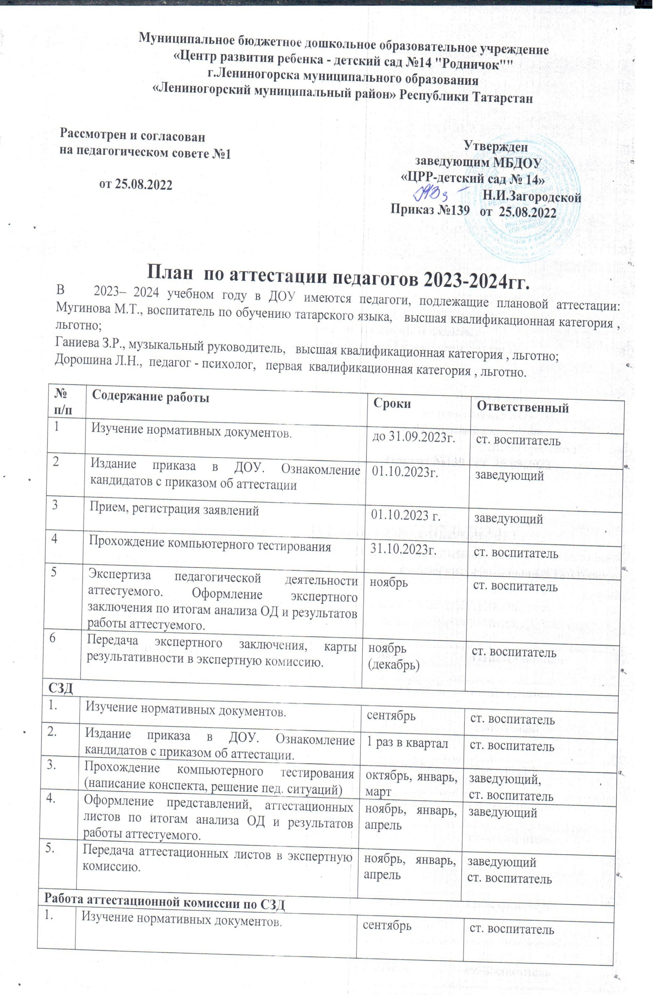 Муниципальное бюджетное дошкольное образовательное учреждение
«Центр развития ребенка - детский сад №14 "Родничок""
г.Лениногорска муниципального образования
«Лениногорский муниципальный район» Республики Татарстан
Рассмотрен и согласован
на педагогическом совете №1
от 25.08.2022
Утвержден
заведующим МБДОУ
«ЦРР-детский сад № 14»
Н.И.Загородской
Приказ №139 от 25.08.2022
План по аттестации педагогов 2023-2024гг.
В 2023– 2024 учебном году в ДОУ имеются педагоги, подлежащие плановой аттестации:
Мугинова М.Т., воспитатель по обучению татарского языка, высшая квалификационная категория ,
льготно;
Ганиева З.Р., музыкальный руководитель, высшая квалификационная категория , льготно;
Дорошина Л.Н., педагог - психолог, первая квалификационная категория , льготно.
№ Содержание работы Сроки Ответственный
п/п
1 Изучение нормативных документов. до 31.09.2023г. ст. воспитатель
2 Издание приказа в ДОУ. Ознакомление 01.10.2023г. заведующий
кандидатов с приказом об аттестации
3 Прием, регистрация заявлений 01.10.2023 г. заведующий
4 Прохождение компьютерного тестирования 31.10.2023г. ст. воспитатель
5 Экспертиза педагогической деятельности ноябрь ст. воспитатель
аттестуемого. Оформление экспертного
заключения по итогам анализа ОД и результатов
работы аттестуемого.
6 Передача экспертного заключения, карты ноябрь ст. воспитатель
результативности в экспертную комиссию. (декабрь)
СЗД
1. Изучение нормативных документов. сентябрь ст. воспитатель
2. Издание приказа в ДОУ. Ознакомление 1 раз в квартал ст. воспитатель
кандидатов с приказом об аттестации.
3. Прохождение компьютерного тестирования октябрь, январь, заведующий,
(написание конспекта, решение пед. ситуаций) март ст. воспитатель
4. Оформление представлений, аттестационных ноябрь, январь, заведующий
листов по итогам анализа ОД и результатов апрель
работы аттестуемого.
5. Передача аттестационных листов в экспертную ноябрь, январь, заведующий
комиссию. апрель ст. воспитатель
Работа аттестационной комиссии по СЗД
1. Изучение нормативных документов. сентябрь ст. воспитатель